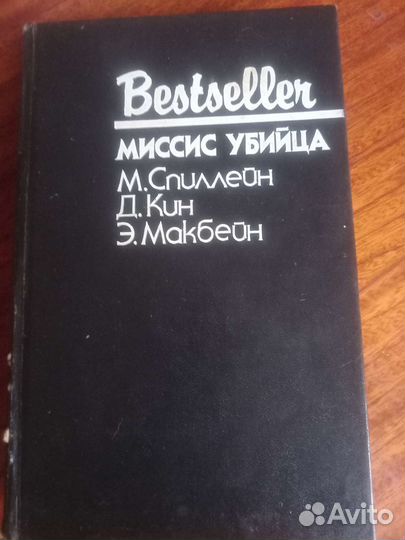 Bestseller
МИССИС УБИЙЦА
М. Спиллейн
Д. Кин
Э. Макбейн
Avito